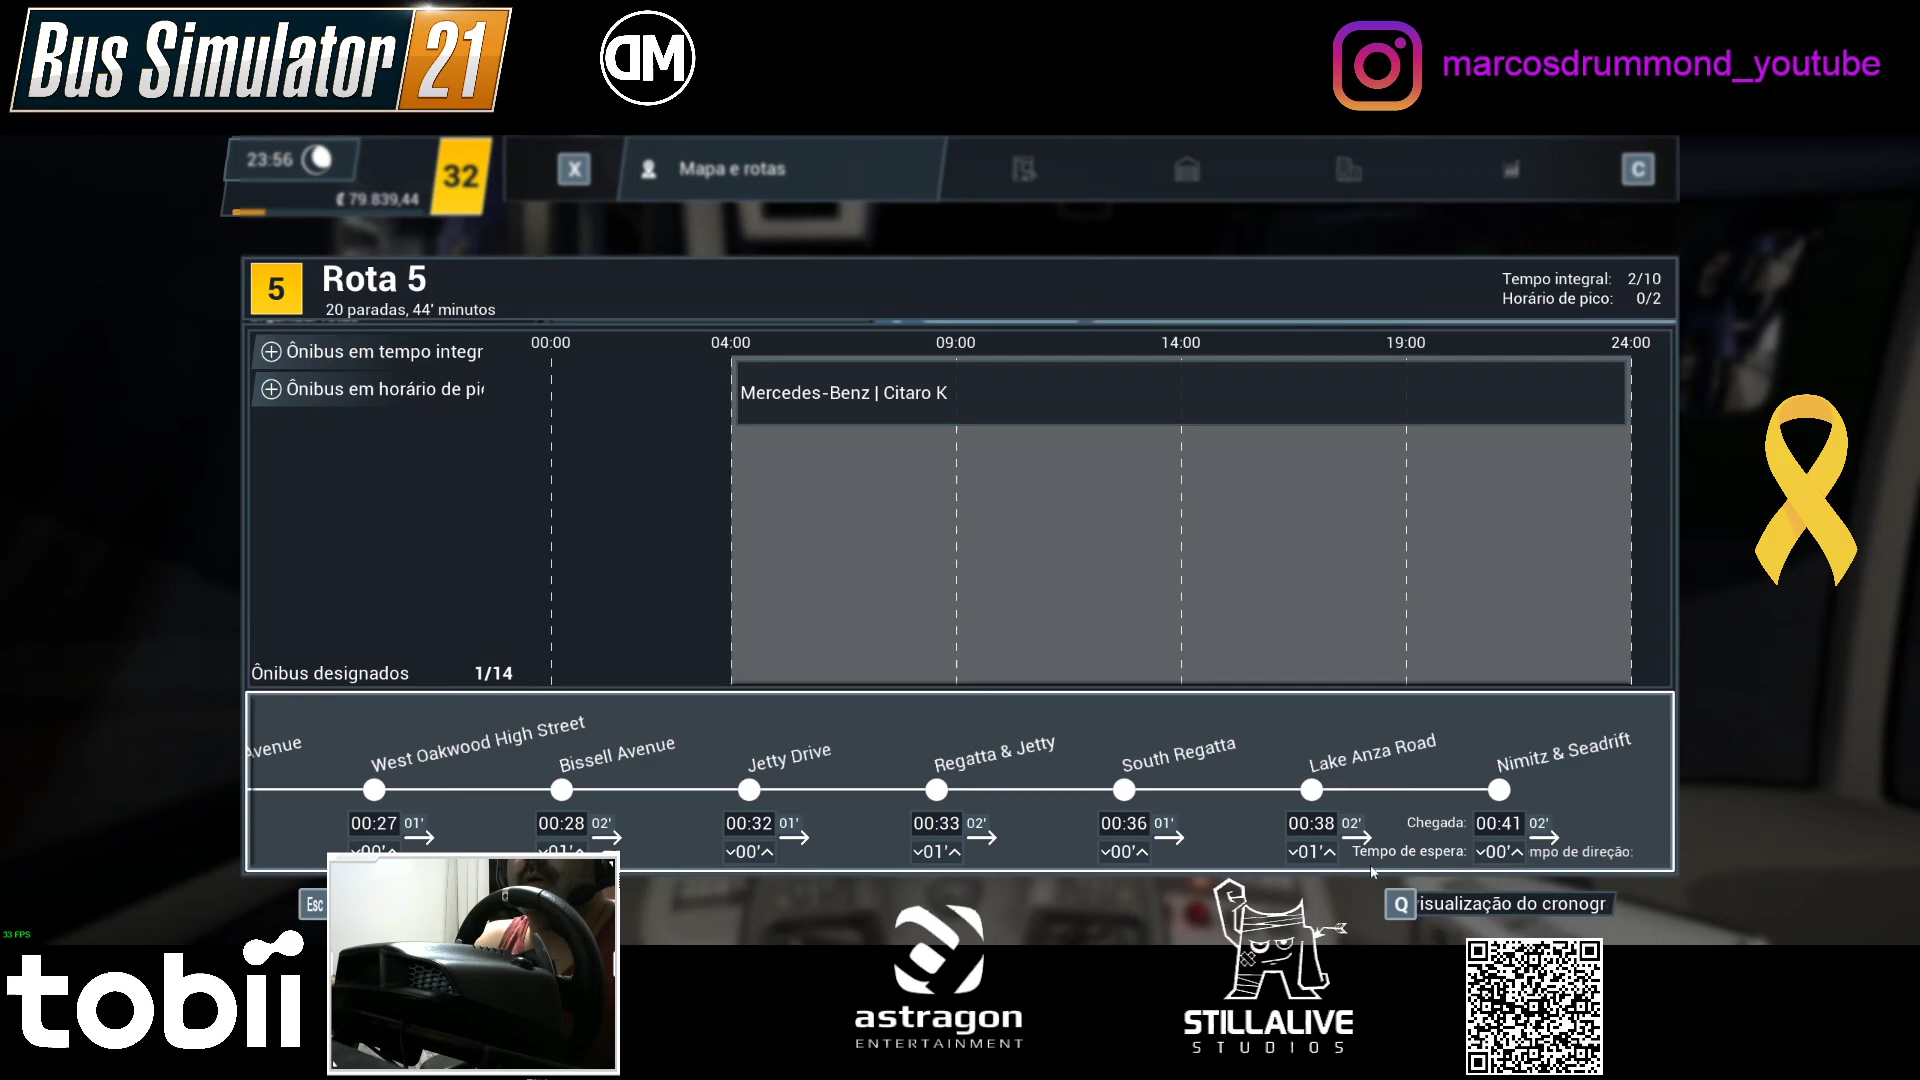 Bus Simulator 21
DM
marcosdrummond_youtube
23:56
79.839,44
32
X
Mapa e rotas
C
5
Rota 5
20 paradas, 44' minutos
Tempo integral: 2/10
Horário de pico: 0/2
Ônibus em tempo integr
Ônibus em horário de pi
00:00
04:00
09:00
14:00
19:00
24:00
Mercedes-Benz | Citaro K
Ônibus designados 1/14
Avenue
West Oakwood High Street
Bissell Avenue
Jetty Drive
Regatta & Jetty
South Regatta
Lake Anza Road
Nimitz & Seadrift
00:27 01'
00:28 02'
00:32 01'
00:33 02'
00:36 01'
00:38 02'
Chegada: 00:41 02'
00'
01'
00'
01'
00'
01'
Tempo de espera: 00' mpo de direção:
Esc
Q
isualização do cronogr
33 FPS
tobii
astragon
ENTERTAINMENT
STILLALIVE
STUDIOS